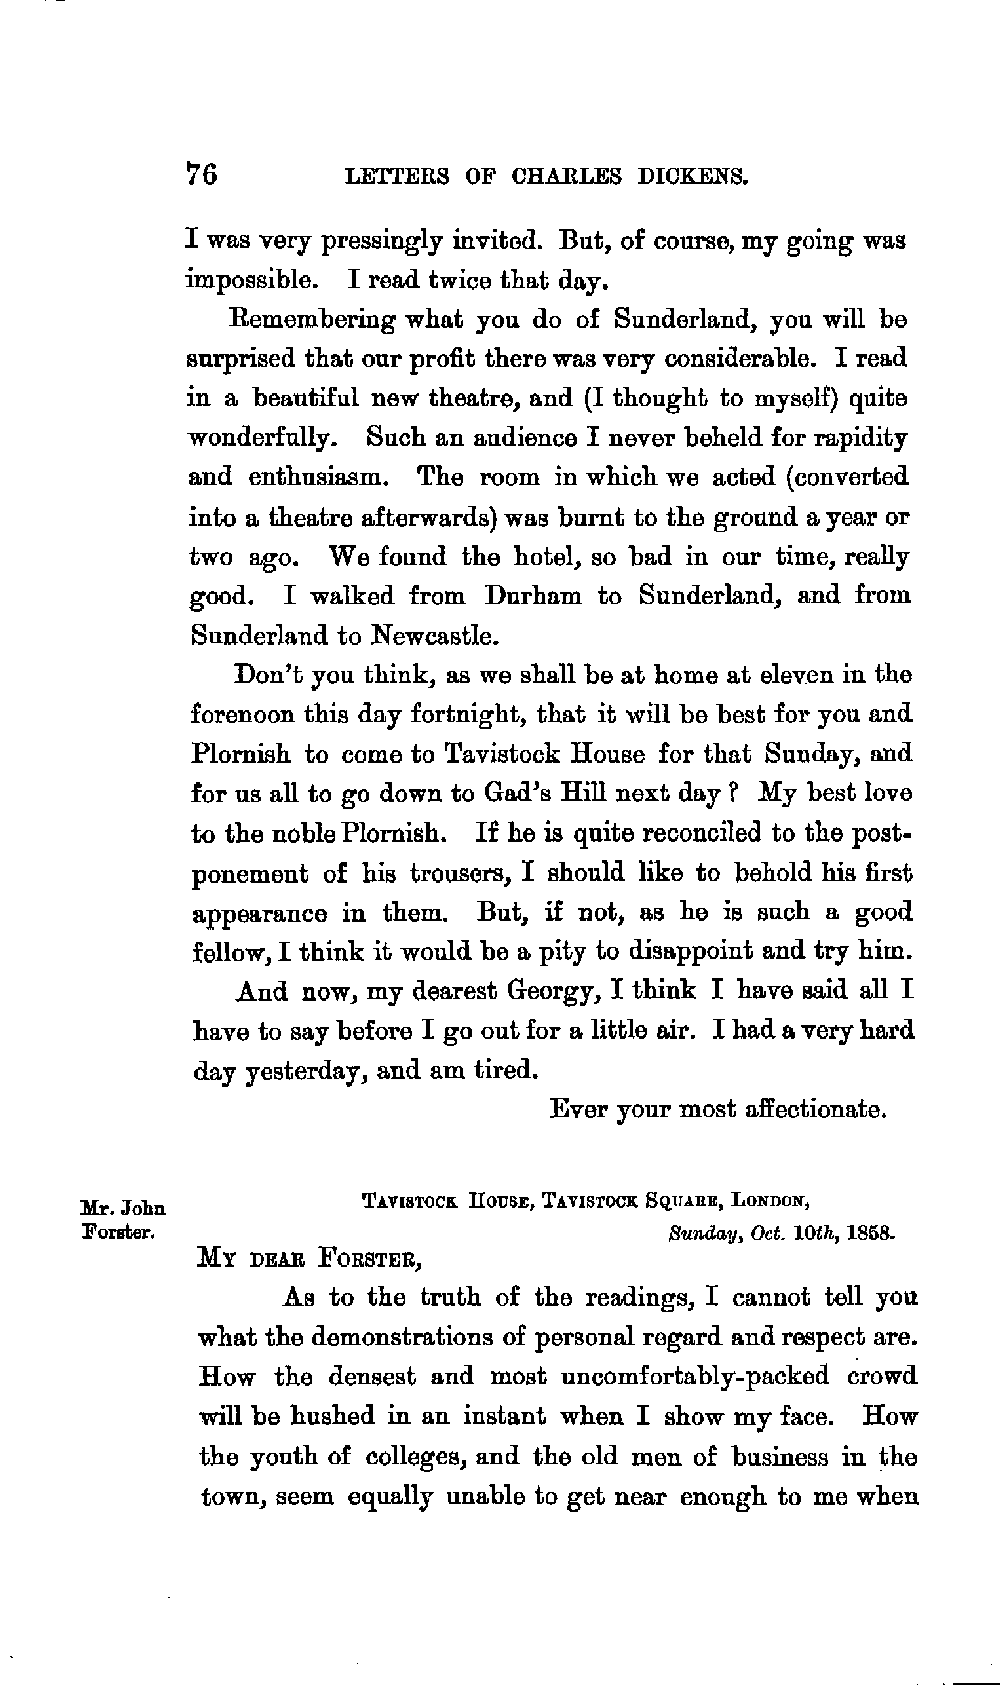 76 LETTERS OF CHARLES DICKENS.
I was very pressingly invited. But, of course, my going was
impossible. I read twice that day.
Remembering what you do of Sunderland, you will be
surprised that our profit there was very considerable. I read
in a beautiful new theatre, and (I thought to myself) quite
wonderfully. Such an audience I never beheld for rapidity
and enthusiasm. The room in which we acted (converted
into a theatre afterwards) was burnt to the ground a year or
two ago. We found the hotel, so bad in our time, really
good. I walked from Durham to Sunderland, and from
Sunderland to Newcastle.
Don't you think, as we shall be at home at eleven in the
forenoon this day fortnight, that it will be best for you and
Plornish to come to Tavistock House for that Sunday, and
for us all to go down to Gad's Hill next day? My best love
to the noble Plornish. If he is quite reconciled to the post-
ponement of his trousers, I should like to behold his first
appearance in them. But, if not, as he is such a good
fellow, I think it would be a pity to disappoint and try him.
And now, my dearest Georgy, I think I have said all I
have to say before I go out for a little air. I had a very hard
day yesterday, and am tired.
Ever your most affectionate.
Mr. John
Forster.
TAVISTOCK HOUSE, TAVISTOCK SQUARE, LONDON,
Sunday, Oct. 10th, 1858.
MY DEAR FORSTER,
As to the truth of the readings, I cannot tell you
what the demonstrations of personal regard and respect are.
How the densest and most uncomfortably-packed crowd
will be hushed in an instant when I show my face. How
the youth of colleges, and the old men of business in the
town, seem equally unable to get near enough to me when